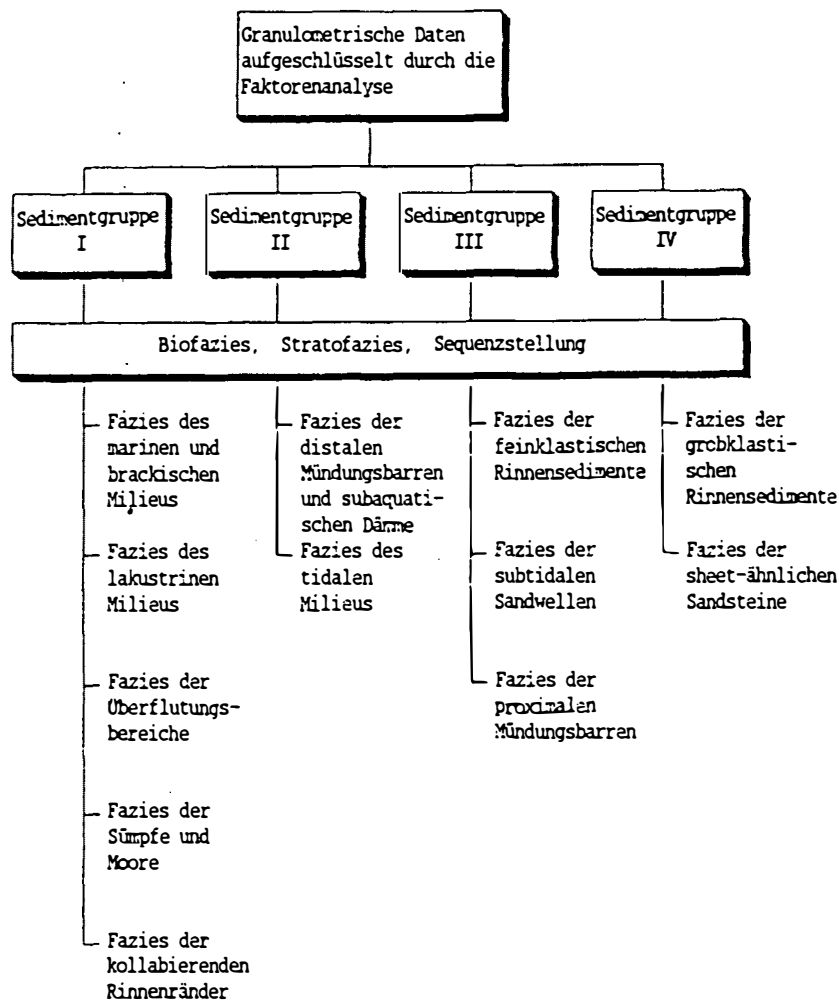 Granulometrische Daten
aufgeschlüsselt durch die
Faktorenanalyse
Sedimentgruppe
I
Sedimentgruppe
II
Sedimentgruppe
III
Sedimentgruppe
IV
Biofazies, Stratofazies, Sequenzstellung
Fazies des
marinen und
brackischen
Milieus
Fazies des
lakustrinen
Milieus
Fazies der
Überflutungs-
bereiche
Fazies der
Sümpfe und
Moore
Fazies der
kollabierenden
Rinnenränder
Fazies der
distalen
Mündungsbarren
und subaquati-
schen Dämme
Fazies des
tidalen
Milieus
Fazies der
feinklastischen
Rinnensedimente
Fazies der
subtidalen
Sandwellen
Fazies der
proximalen
Mündungsbarren
Fazies der
grobklasti-
schen
Rinnensedimente
Fazies der
sheet-ähnlichen
Sandsteine